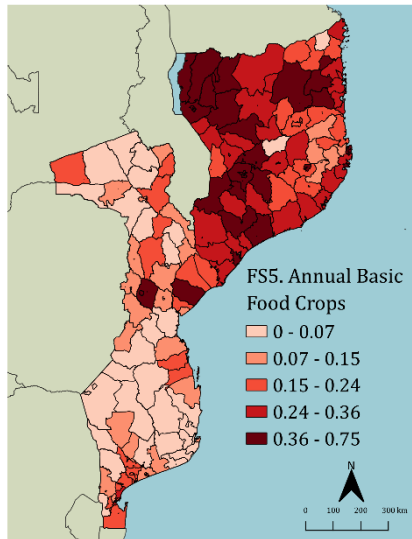 FS5. Annual Basic
Food Crops
0 - 0.07
0.07 - 0.15
0.15 - 0.24
0.24 - 0.36
0.36 - 0.75
N
0 100 200 300 km